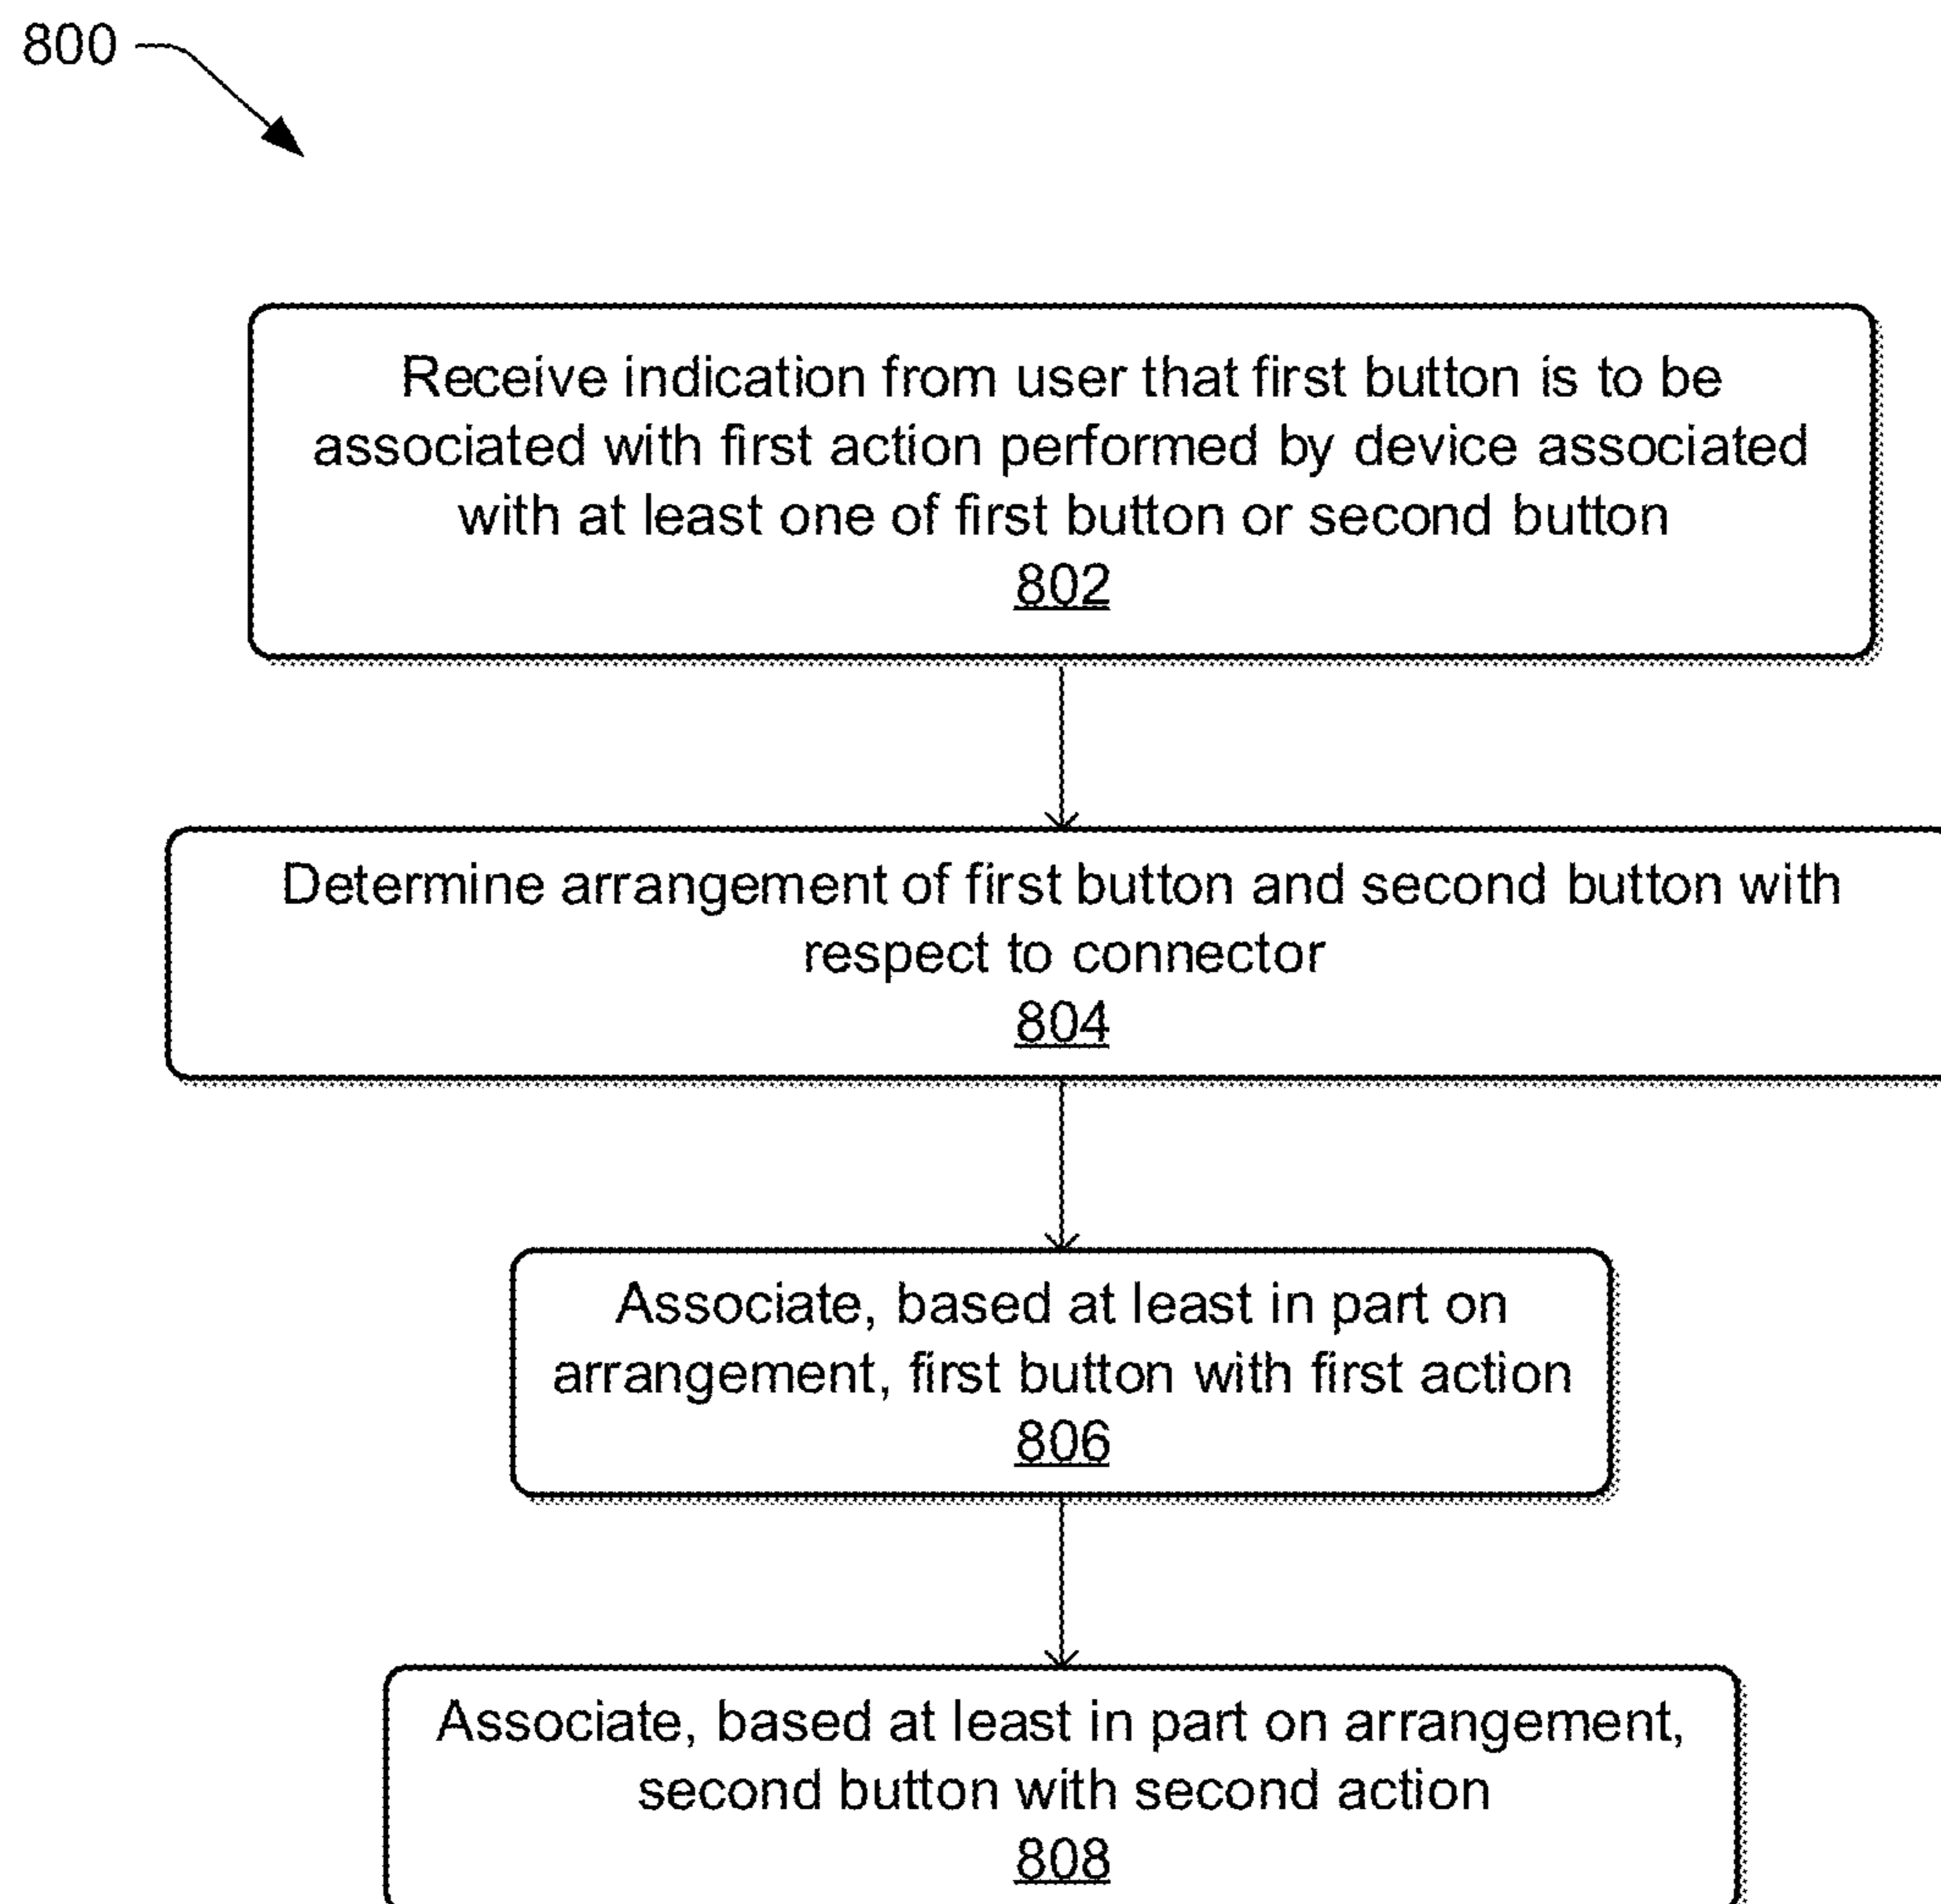 800
Receive indication from user that first button is to be
associated with first action performed by device associated
with at least one of first button or second button
802
Determine arrangement of first button and second button with
respect to connector
804
Associate, based at least in part on
arrangement, first button with first action
806
Associate, based at least in part on arrangement,
second button with second action
808